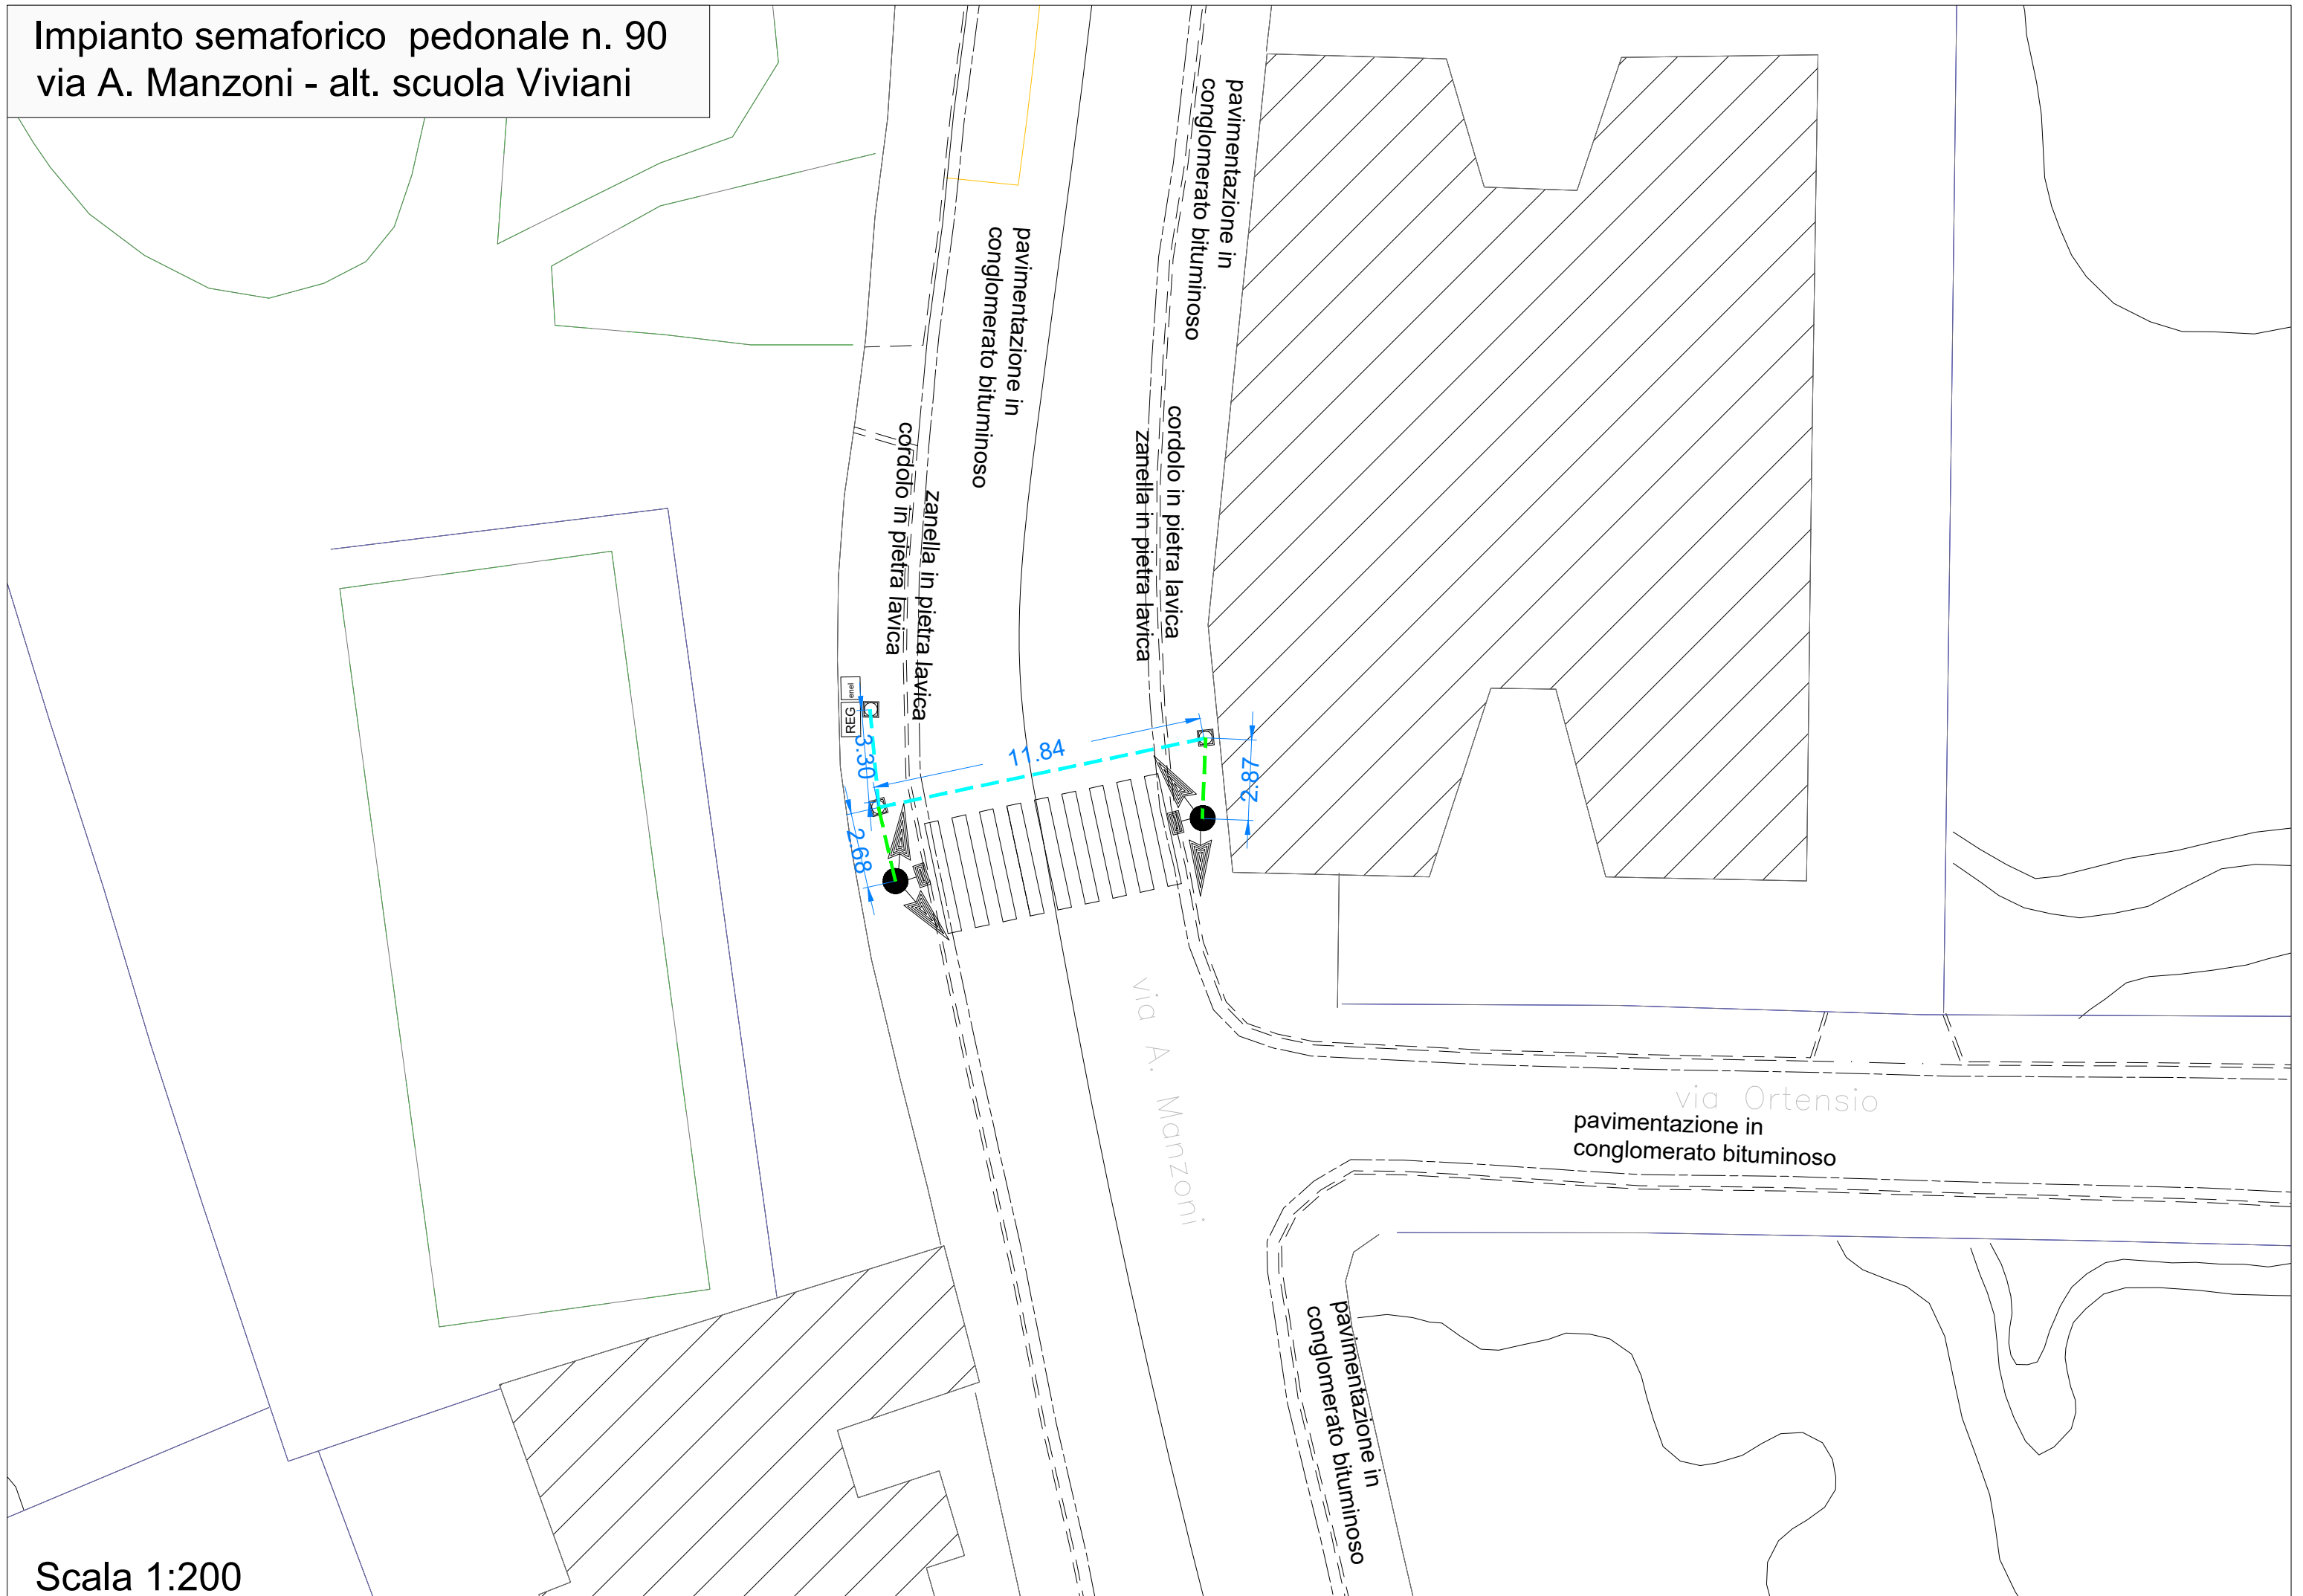 Impianto semaforico  pedonale n. 90
via A. Manzoni - alt. scuola Viviani
pavimentazione in
conglomerato bituminoso
pavimentazione in
conglomerato bituminoso
cordolo in pietra lavica
zanella in pietra lavica
cordolo in pietra lavica
zanella in pietra lavica
enel
REG
3.30
11.84
2.87
2.68
via A. Manzoni
via Ortensio
pavimentazione in
conglomerato bituminoso
pavimentazione in
conglomerato bituminoso
Scala 1:200